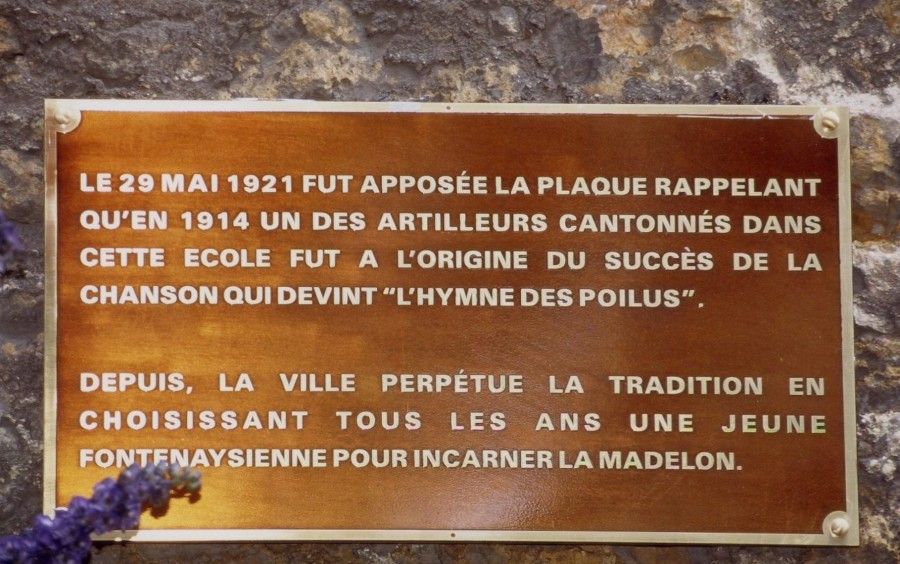 LE 29 MAI 1921 FUT APPOSÉE LA PLAQUE RAPPELANT
QU'EN 1914 UN DES ARTILLEURS CANTONNÉS DANS
CETTE ECOLE FUT A L'ORIGINE DU SUCCÈS DE LA
CHANSON QUI DEVINT “L'HYMNE DES POILUS”.
DEPUIS, LA VILLE PERPÉTUE LA TRADITION EN
CHOISISSANT TOUS LES ANS UNE JEUNE
FONTENAYSIENNE POUR INCARNER LA MADELON.